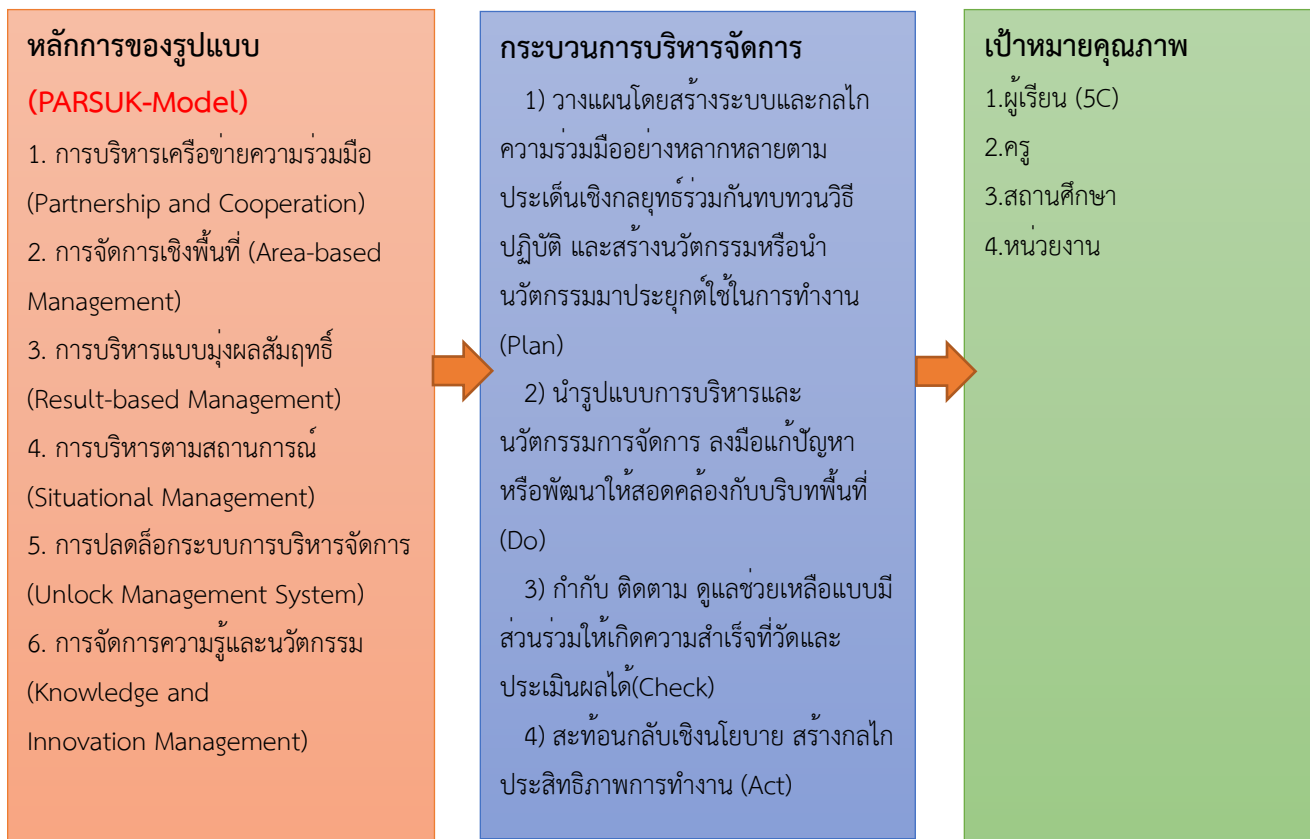 หลักการของรูปแบบ
(PARSUK-Model)
1. การบริหารเครือข่ายความร่วมมือ
(Partnership and Cooperation)
2. การจัดการเชิงพื้นที่ (Area-based
Management)
3. การบริหารแบบมุ่งผลสัมฤทธิ์
(Result-based Management)
4. การบริหารตามสถานการณ์
(Situational Management)
5. การปลดล็อกระบบการบริหารจัดการ
(Unlock Management System)
6. การจัดการความรู้และนวัตกรรม
(Knowledge and
Innovation Management)
กระบวนการบริหารจัดการ
1) วางแผนโดยสร้างระบบและกลไก
ความร่วมมืออย่างหลากหลายตาม
ประเด็นเชิงกลยุทธ์ร่วมกันทบทวนวิธี
ปฏิบัติ และสร้างนวัตกรรมหรือนำ
นวัตกรรมมาประยุกต์ใช้ในการทำงาน
(Plan)
2) นำรูปแบบการบริหารและ
นวัตกรรมการจัดการ ลงมือแก้ปัญหา
หรือพัฒนาให้สอดคล้องกับบริบทพื้นที่
(Do)
3) กำกับ ติดตาม ดูแลช่วยเหลือแบบมี
ส่วนร่วมให้เกิดความสำเร็จที่วัดและ
ประเมินผลได้(Check)
4) สะท้อนกลับเชิงนโยบาย สร้างกลไก
ประสิทธิภาพการทำงาน (Act)
เป้าหมายคุณภาพ
1.ผู้เรียน (5C)
2.ครู
3.สถานศึกษา
4.หน่วยงาน